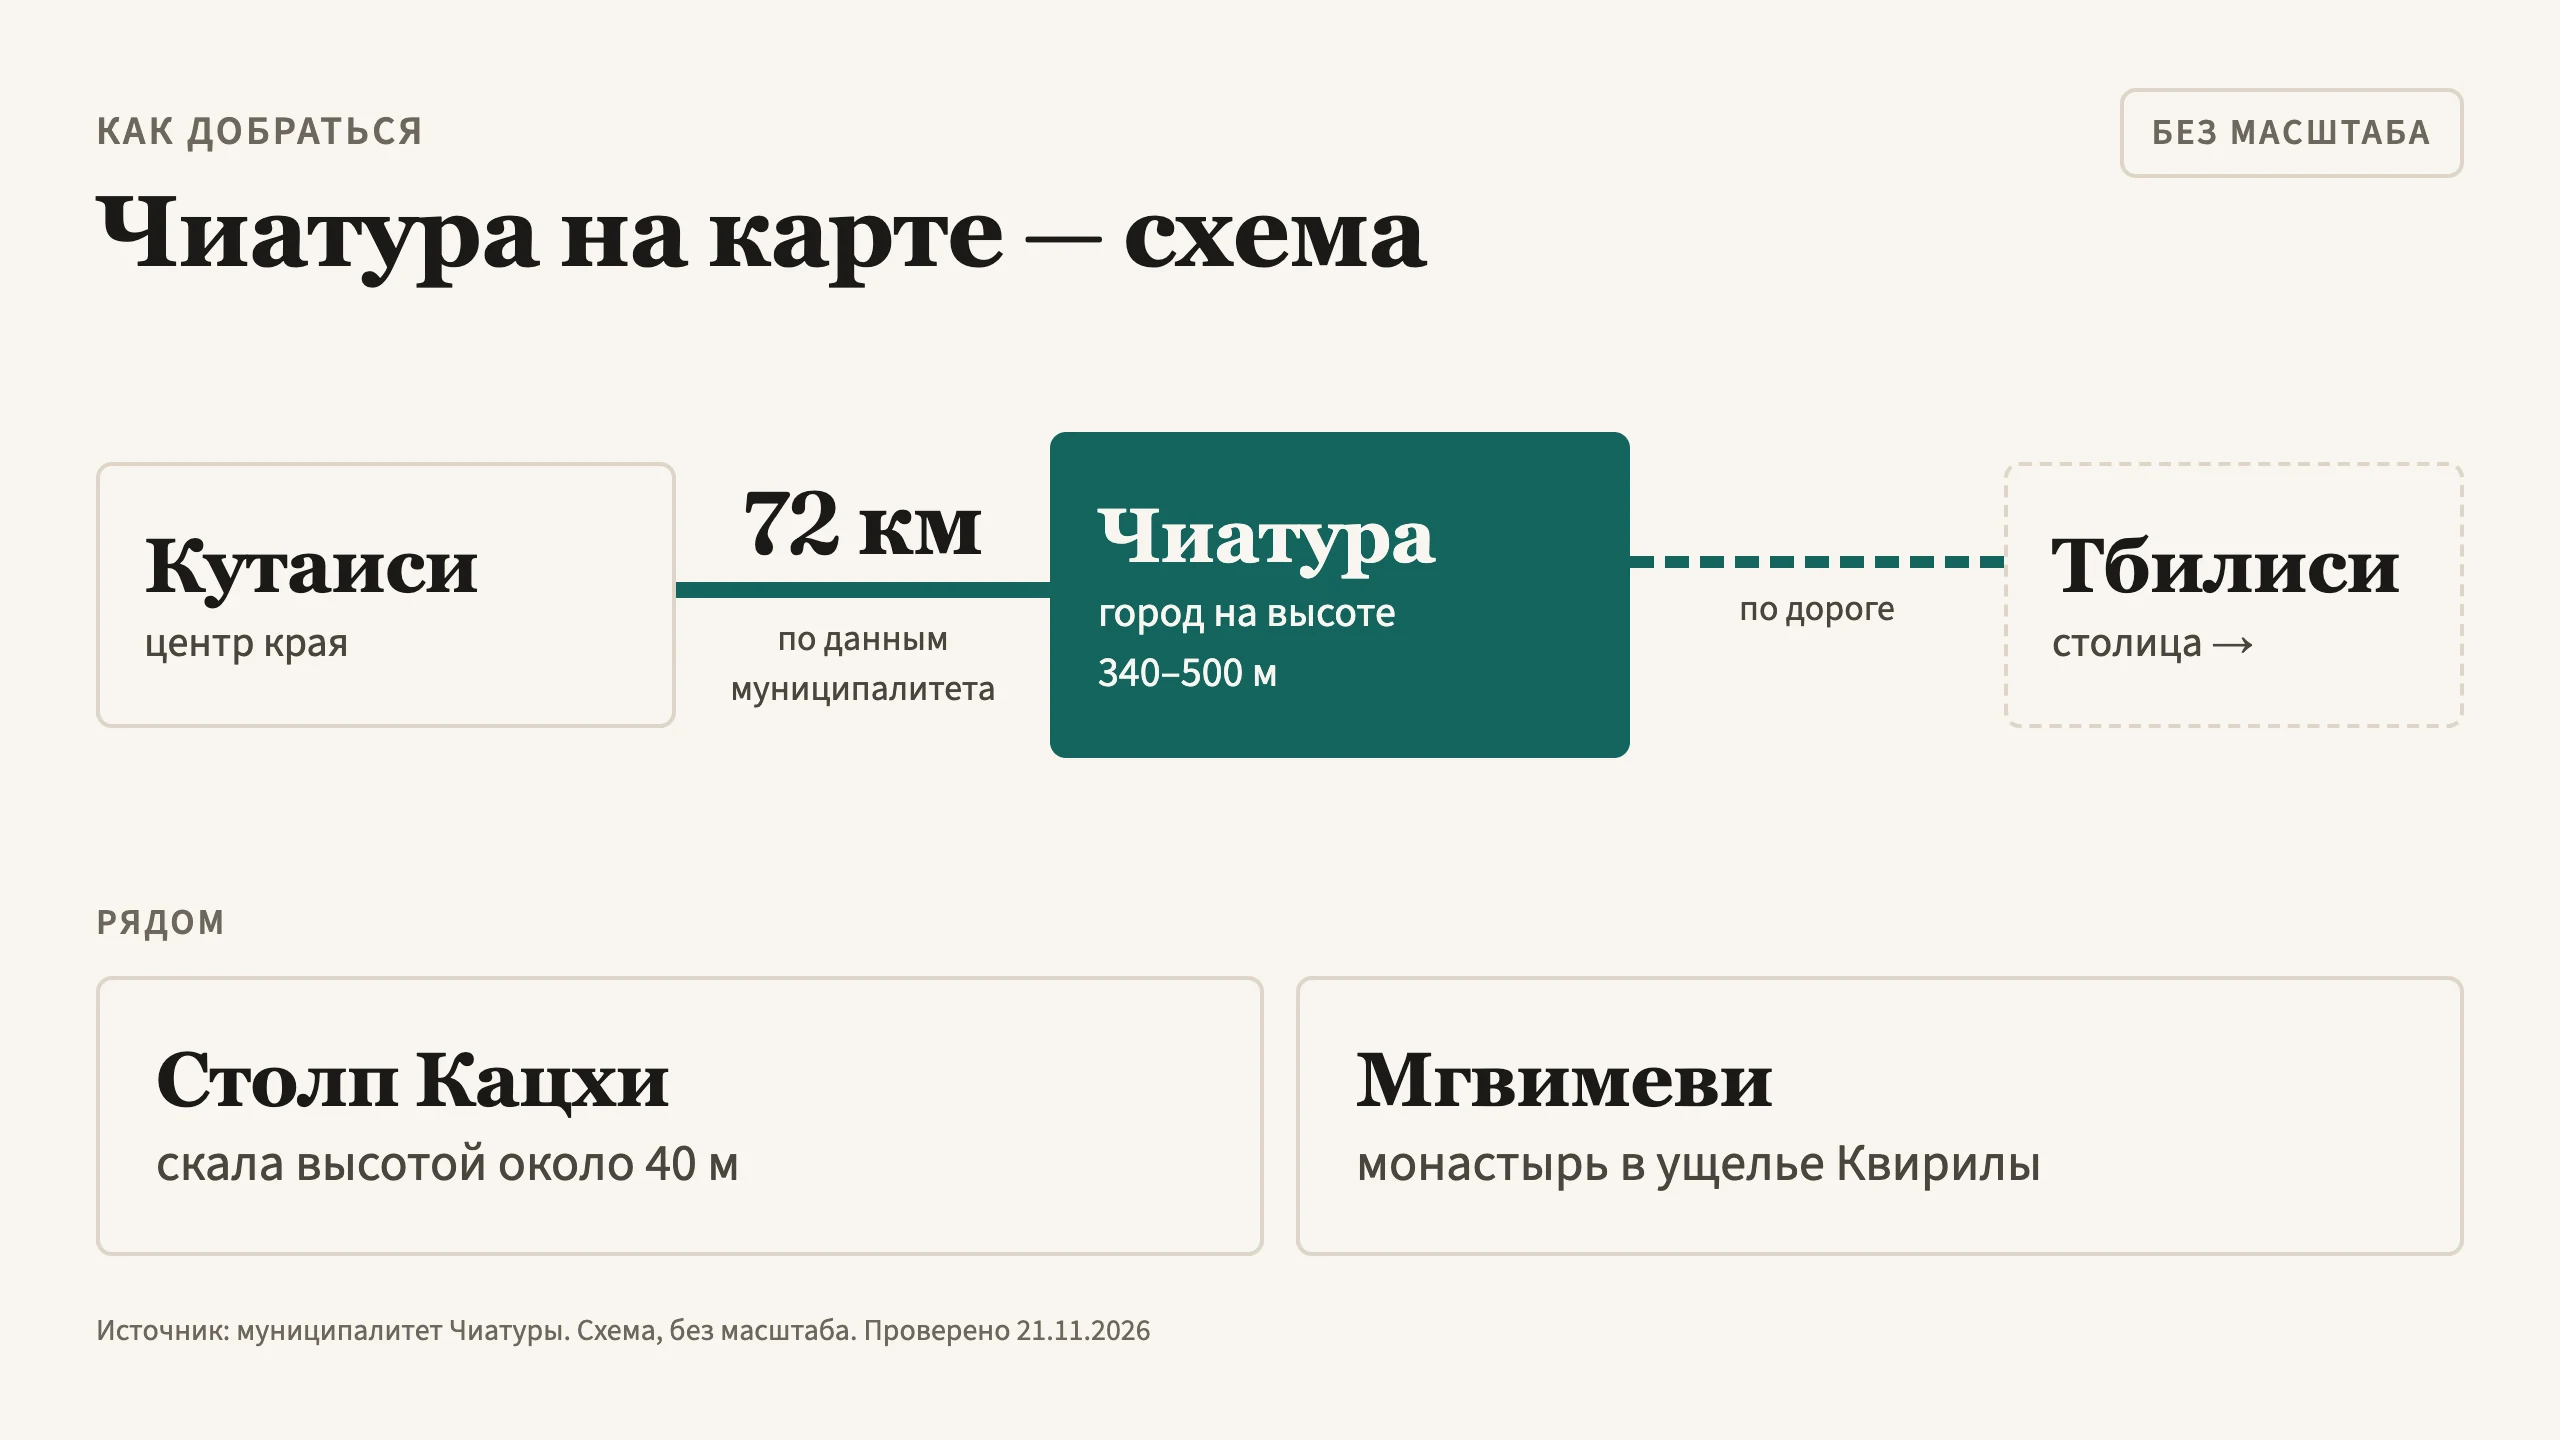 КАК ДОБРАТЬСЯ
БЕЗ МАСШТАБА
Чиатура на карте — схема
Кутаиси
центр края
72 км
по данным
муниципалитета
Чиатура
город на высоте
340–500 м
по дороге
Тбилиси
столица →
РЯДОМ
Столп Кацхи
скала высотой около 40 м
Мгвимеви
монастырь в ущелье Квирилы
Источник: муниципалитет Чиатуры. Схема, без масштаба. Проверено 21.11.2026